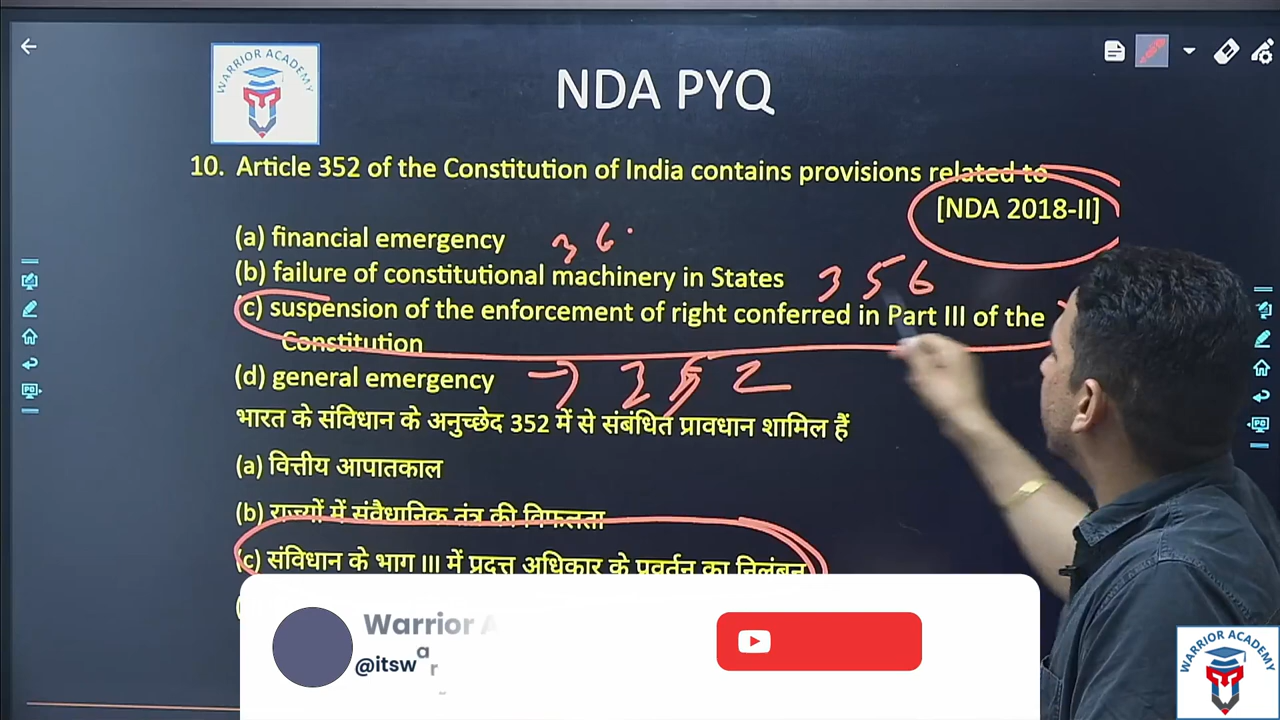 WARRIOR ACADEMY
NDA PYQ
10. Article 352 of the Constitution of India contains provisions related to
[NDA 2018-II]
(a) financial emergency 36
(b) failure of constitutional machinery in States 356
(c) suspension of the enforcement of right conferred in Part III of the
Constitution
(d) general emergency → 352
भारत के संविधान के अनुच्छेद 352 में से संबंधित प्रावधान शामिल हैं
(a) वित्तीय आपातकाल
(b) राज्यों में संवैधानिक तंत्र की विफलता
(c) संविधान के भाग III में प्रदत्त अधिकार के प्रवर्तन का निलंबन
Warrior A
@itswar
WARRIOR ACADEMY